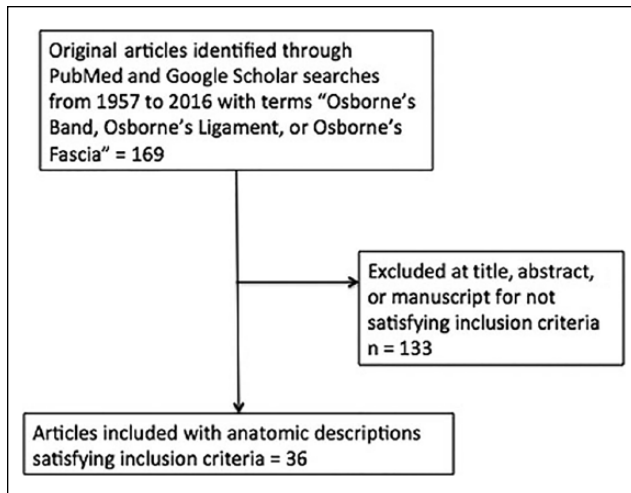 Original articles identified through
PubMed and Google Scholar searches
from 1957 to 2016 with terms “Osborne’s
Band, Osborne’s Ligament, or Osborne’s
Fascia” = 169
Excluded at title, abstract,
or manuscript for not
satisfying inclusion criteria
n = 133
Articles included with anatomic descriptions
satisfying inclusion criteria = 36